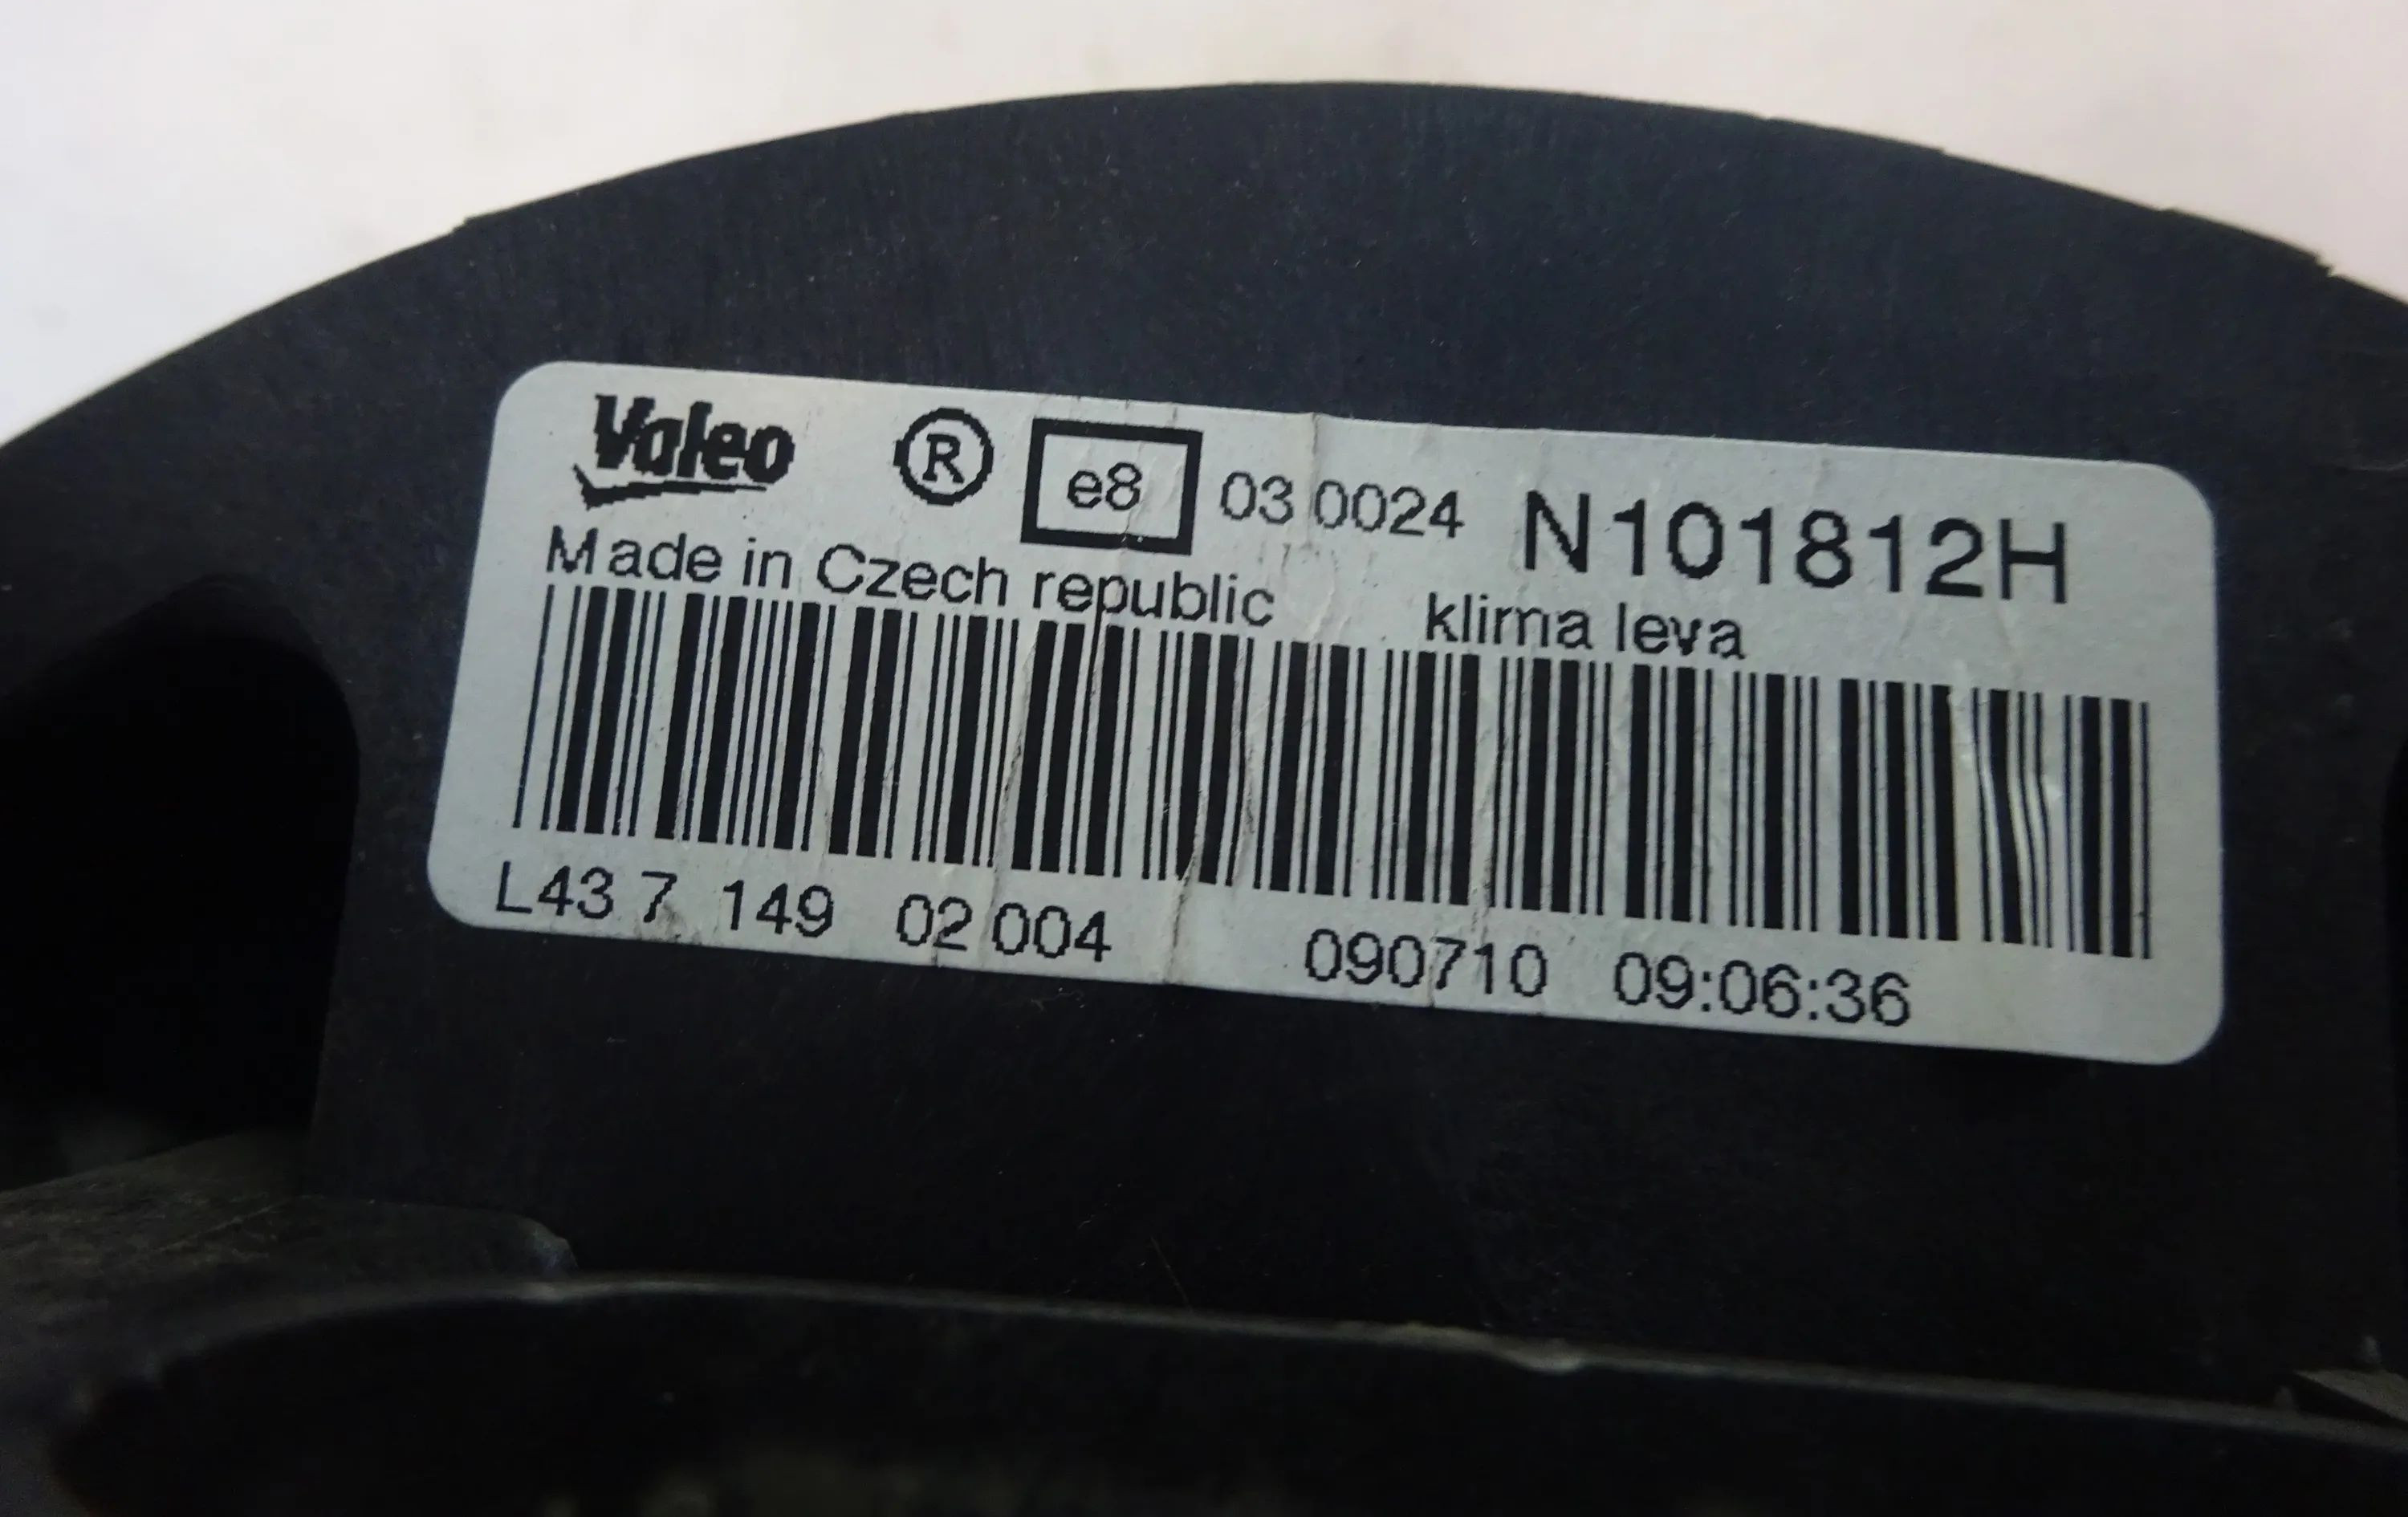 Valeo ® e8 03 0024 N101812H
Made in Czech republic klima leva
L43 7 149 02 004 090710 09:06:36